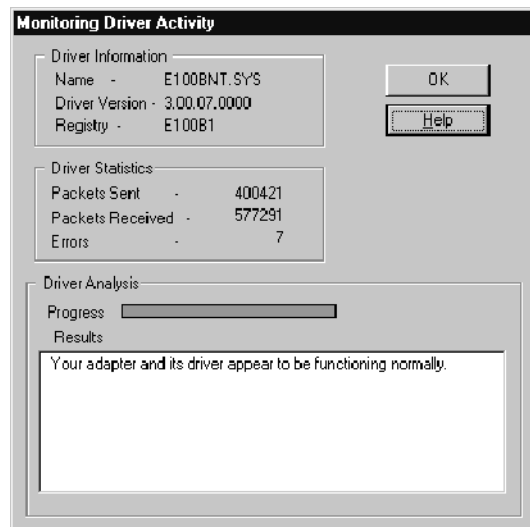 Monitoring Driver Activity
Driver Information
Name - E100BNT.SYS
Driver Version - 3.00.07.0000
Registry - E100B1
OK
Help
Driver Statistics
Packets Sent - 400421
Packets Received - 577291
Errors - 7
Driver Analysis
Progress
Results
Your adapter and its driver appear to be functioning normally.